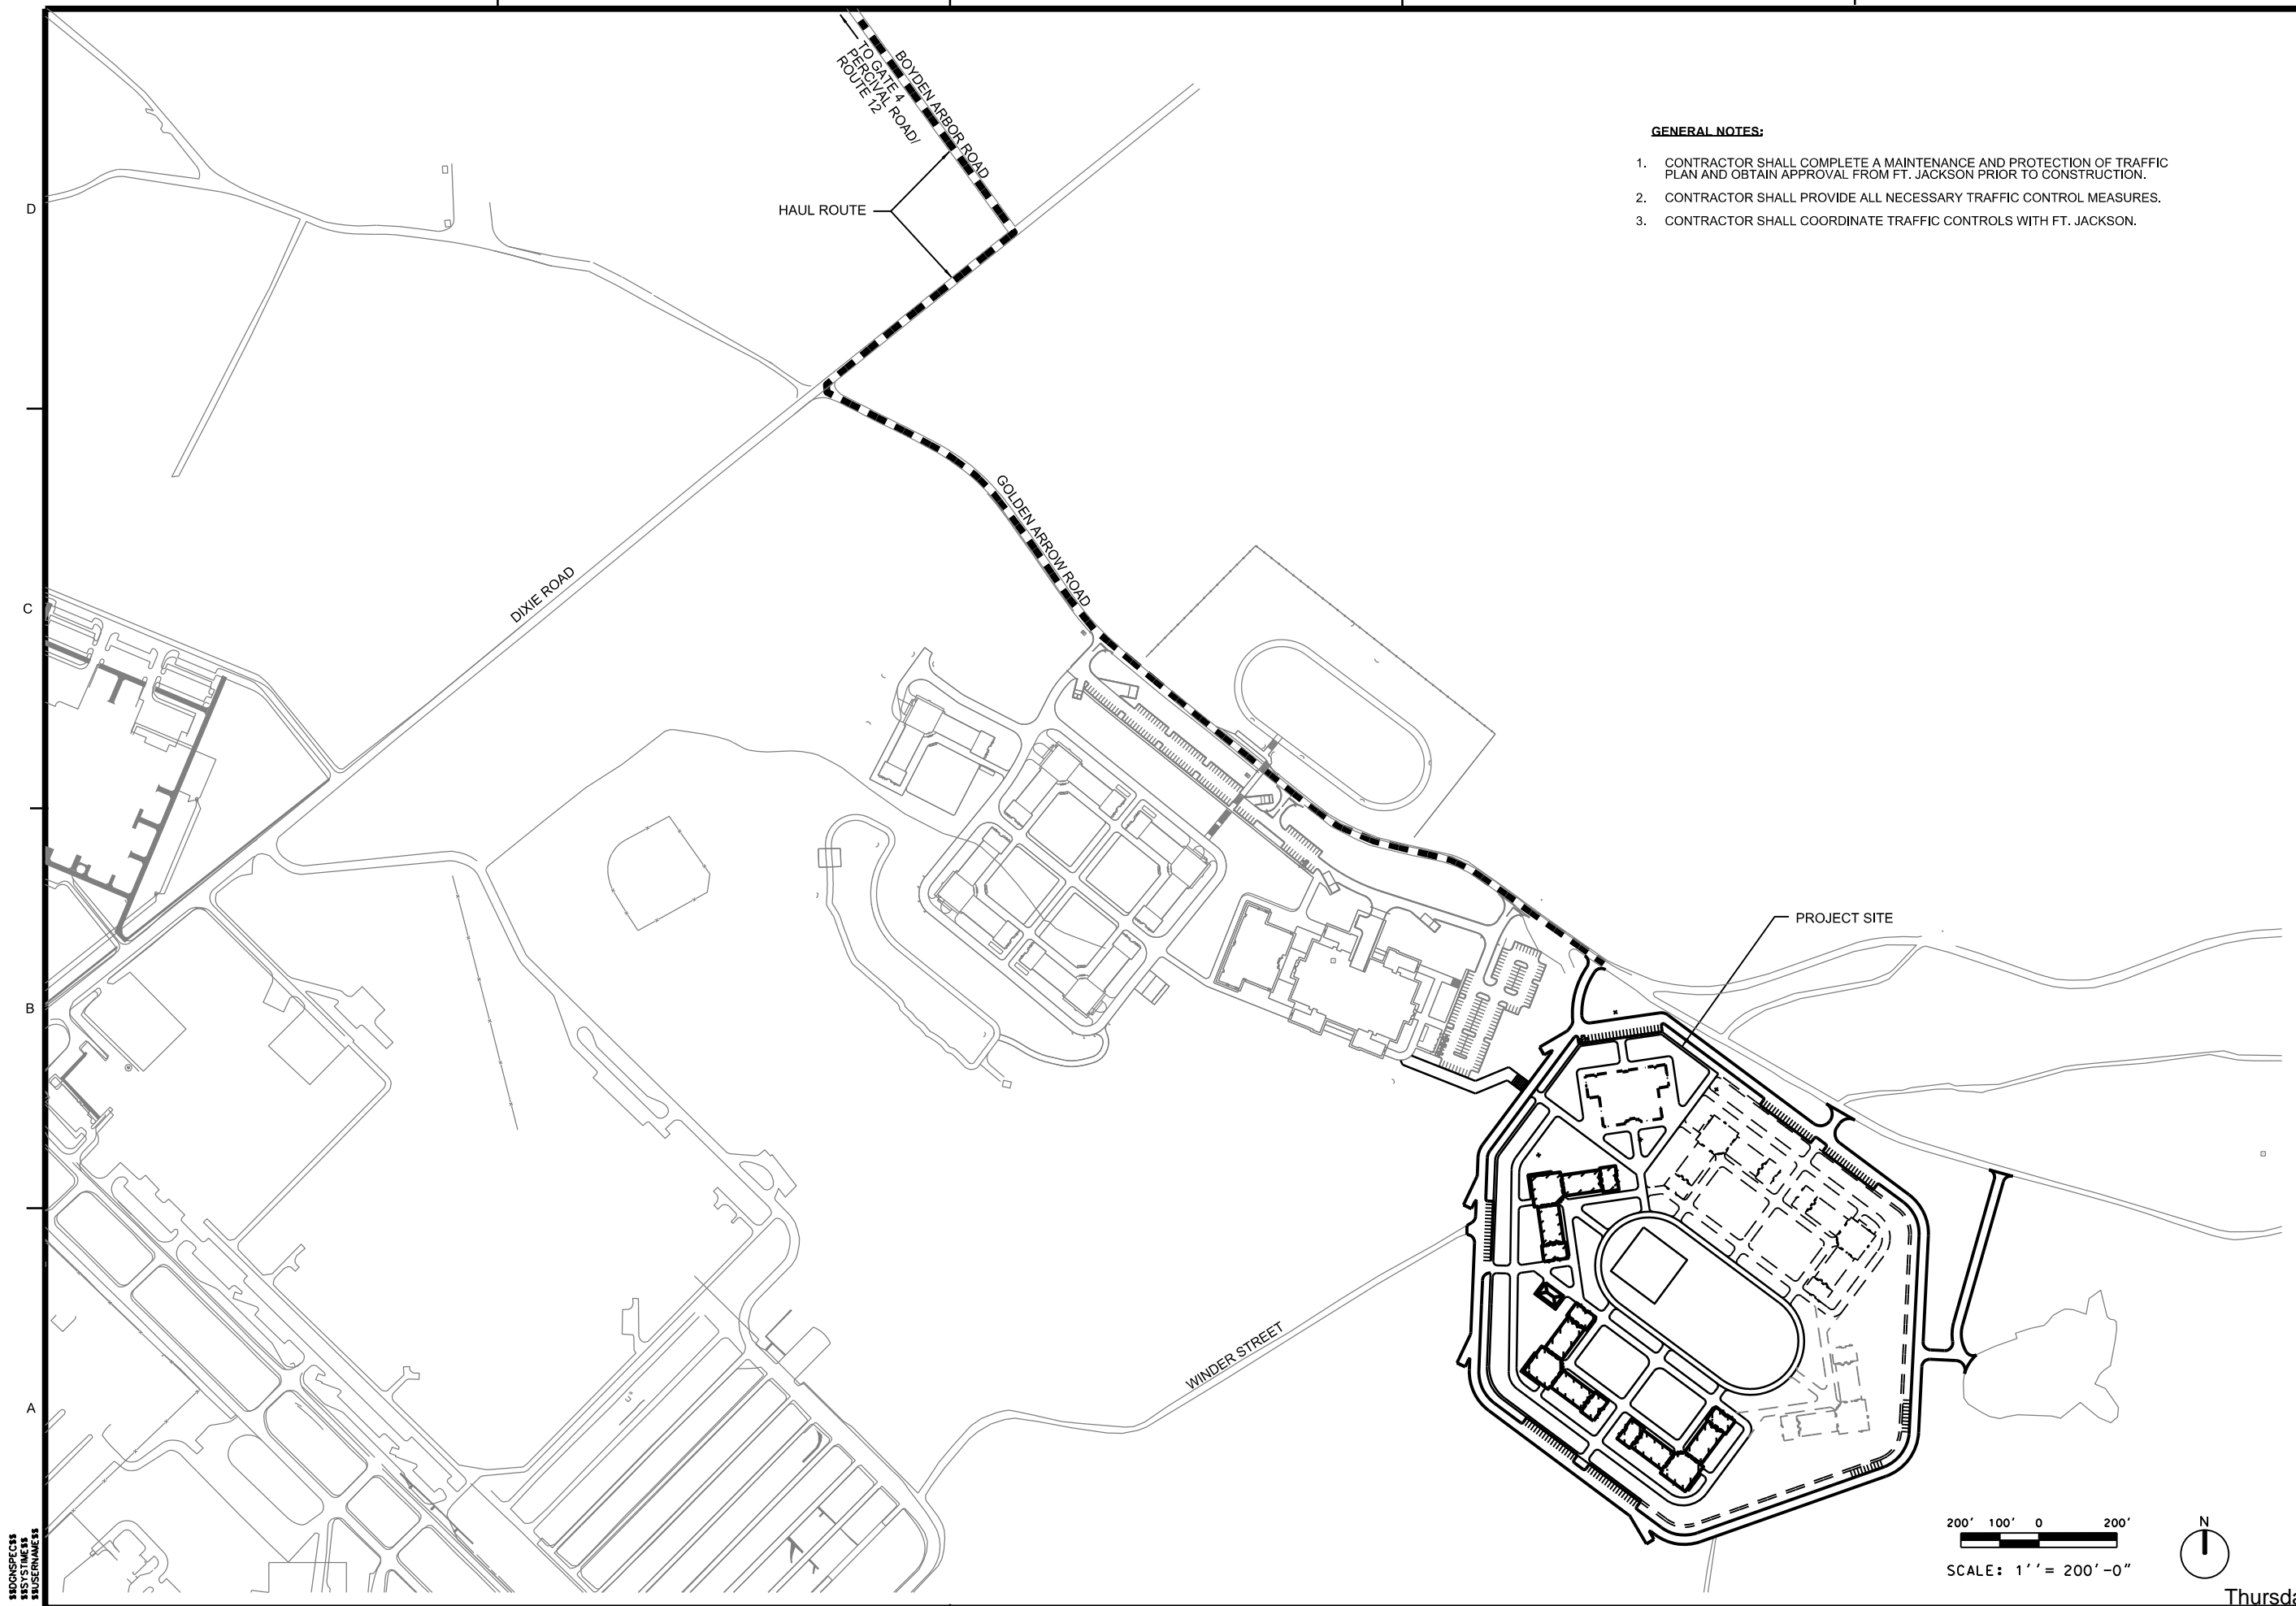 TO GATE 4
PERCIVAL ROAD/
ROUTE 12
BOYDEN ARBOR ROAD
HAUL ROUTE
GENERAL NOTES:
1. CONTRACTOR SHALL COMPLETE A MAINTENANCE AND PROTECTION OF TRAFFIC
PLAN AND OBTAIN APPROVAL FROM FT. JACKSON PRIOR TO CONSTRUCTION.
2. CONTRACTOR SHALL PROVIDE ALL NECESSARY TRAFFIC CONTROL MEASURES.
3. CONTRACTOR SHALL COORDINATE TRAFFIC CONTROLS WITH FT. JACKSON.
D
GOLDEN ARROW ROAD
DIXIE ROAD
C
PROJECT SITE
B
WINDER STREET
A
200' 100' 0 200'
SCALE: 1''= 200'-0"
N
$$DGNSPEC$$
$$SYSTIME$$
$$USERNAME$$
Thursda